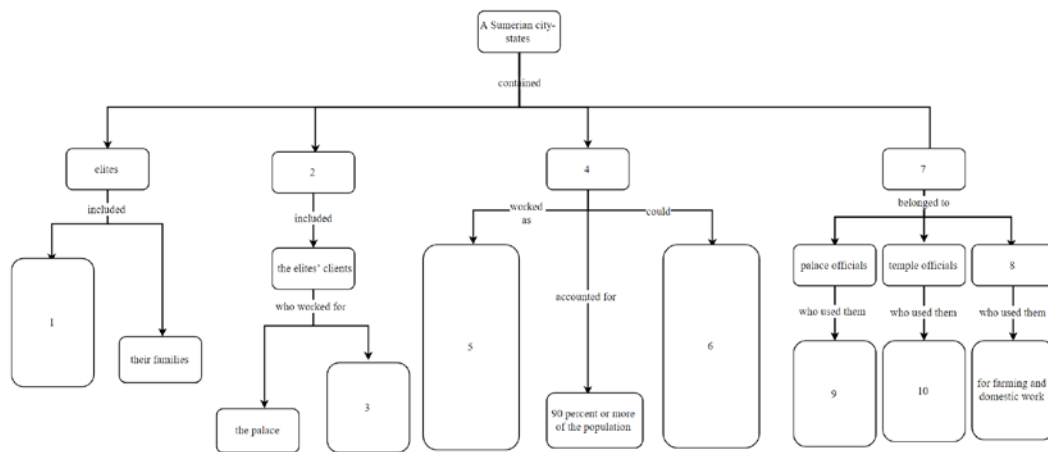 A Sumerian city-
states
contained
elites
2
4
7
included
included
worked
as
could
belonged to
1
the elites' clients
5
accounted for
6
palace officials
temple officials
8
who worked for
who used them
who used them
who used them
their families
the palace
3
90 percent or more
of the population
9
10
for farming and
domestic work